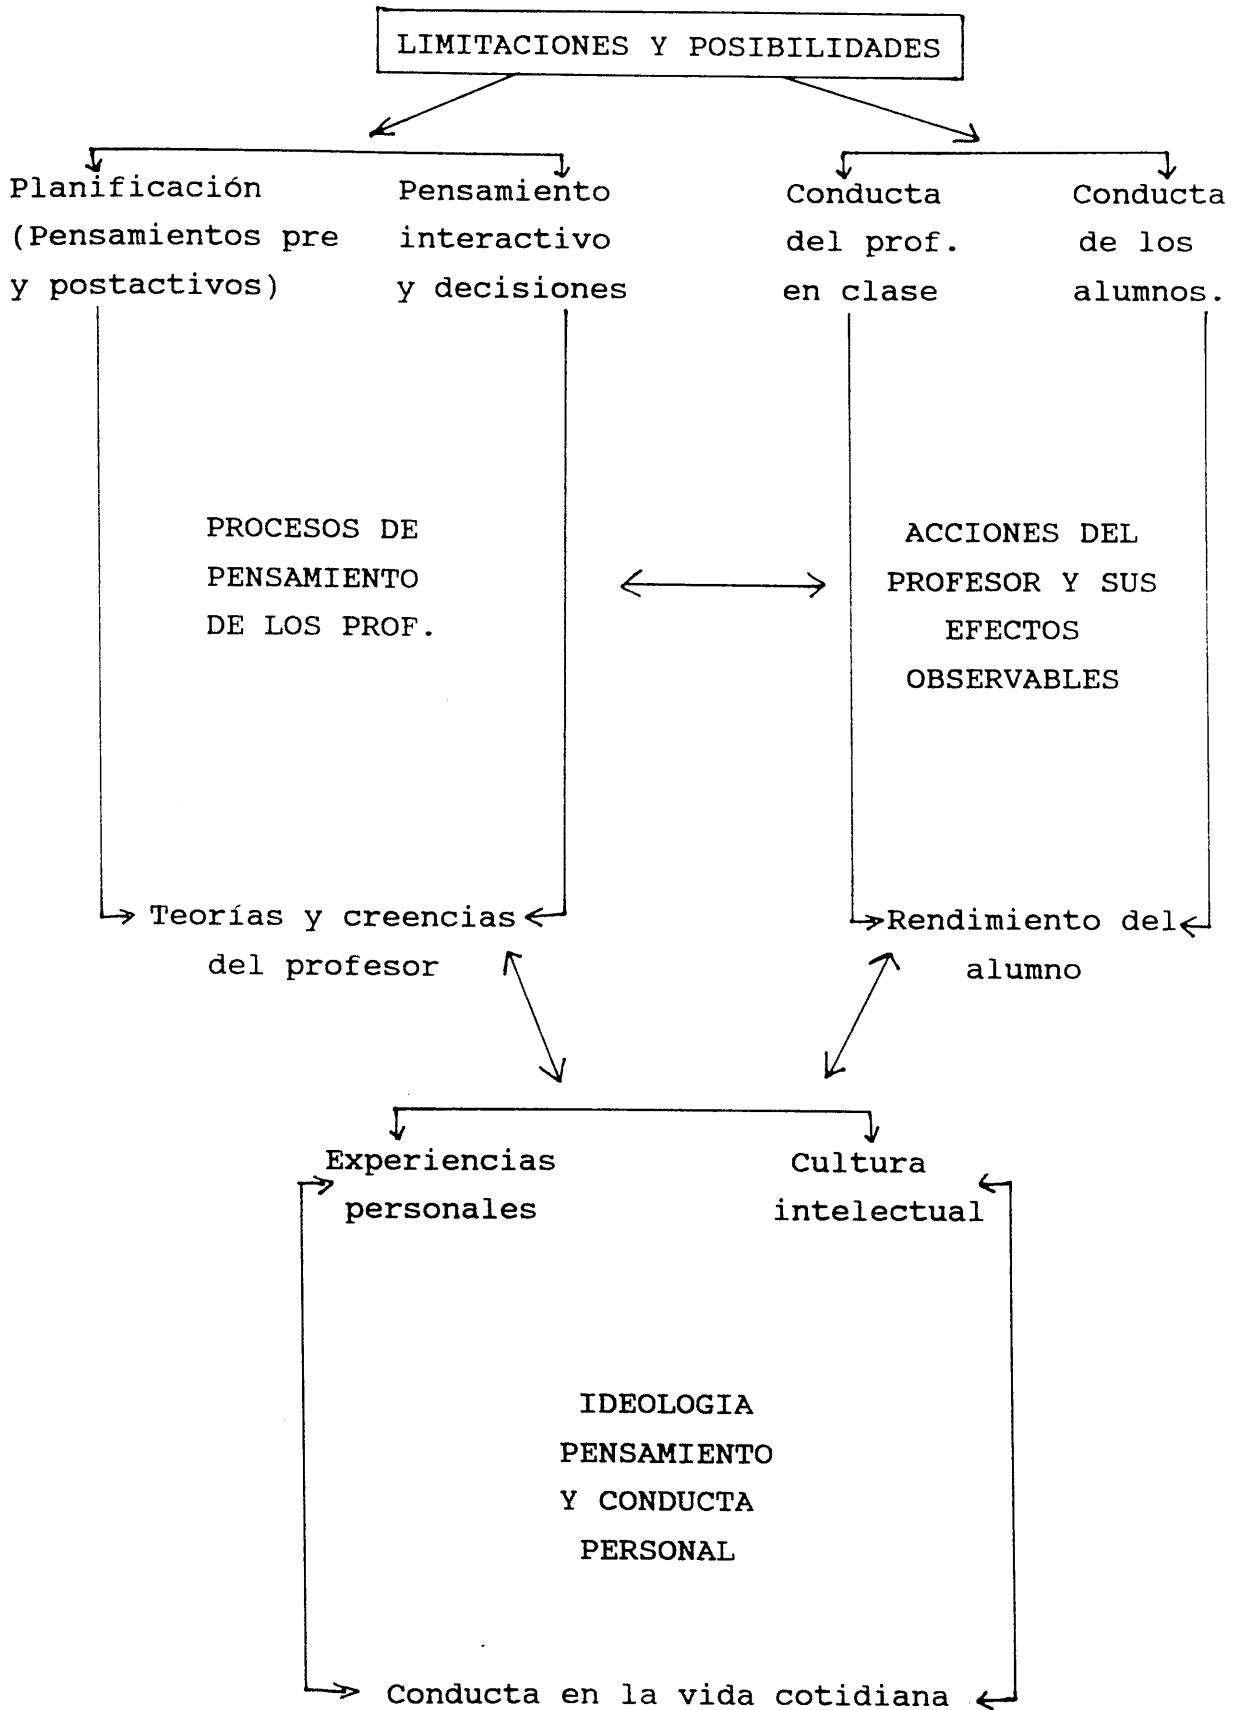 LIMITACIONES Y POSIBILIDADES
Planificación
(Pensamientos pre
y postactivos)
Pensamiento
interactivo
y decisiones
Conducta
del prof.
en clase
Conducta
de los
alumnos.
PROCESOS DE
PENSAMIENTO
DE LOS PROF.
ACCIONES DEL
PROFESOR Y SUS
EFECTOS
OBSERVABLES
Teorías y creencias
del profesor
Rendimiento del
alumno
Experiencias
personales
Cultura
intelectual
IDEOLOGIA
PENSAMIENTO
Y CONDUCTA
PERSONAL
Conducta en la vida cotidiana